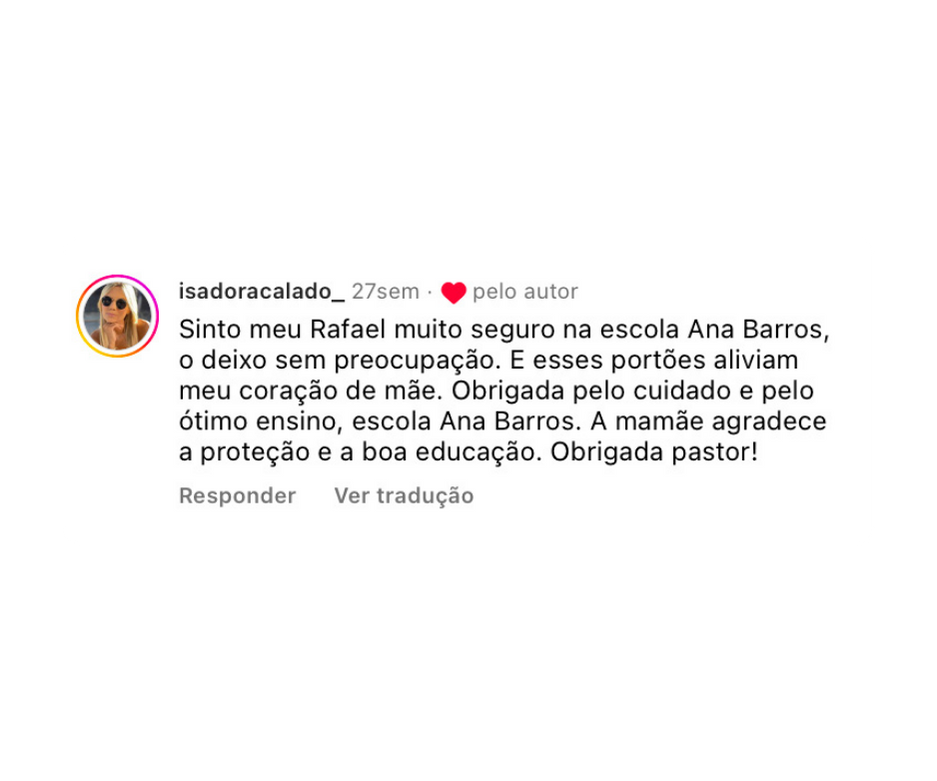 isadoracalado_ 27sem · ❤️ pelo autor
Sinto meu Rafael muito seguro na escola Ana Barros,
o deixo sem preocupação. E esses portões aliviam
meu coração de mãe. Obrigada pelo cuidado e pelo
ótimo ensino, escola Ana Barros. A mamãe agradece
a proteção e a boa educação. Obrigada pastor!
Responder Ver tradução